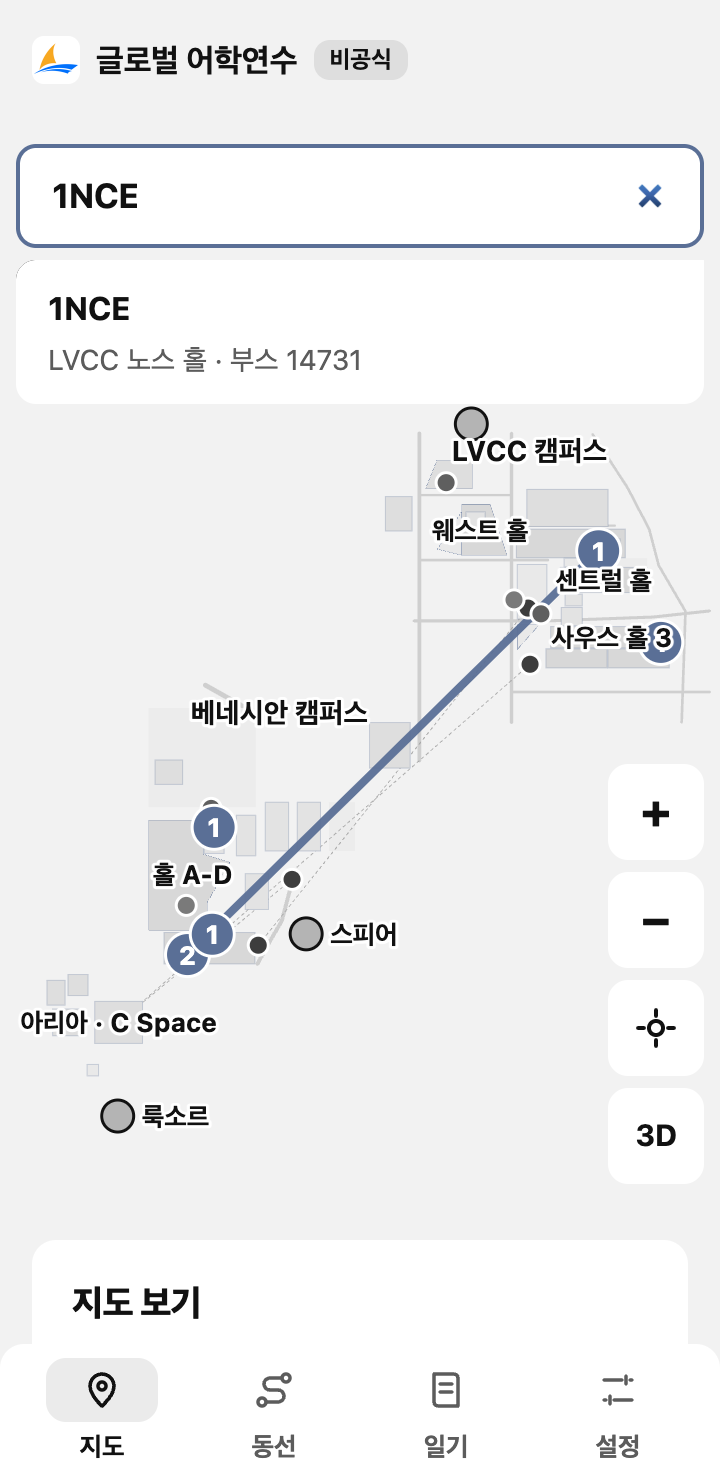 글로벌 어학연수 비공식
1NCE
1NCE
LVCC 노스 홀 · 부스 14731
LVCC 캠퍼스
웨스트 홀
1
센트럴 홀
사우스 홀 3
베네시안 캠퍼스
1
홀 A-D
1
스피어
2
아리아 · C Space
룩소르
3D
지도 보기
지도 동선 일기 설정